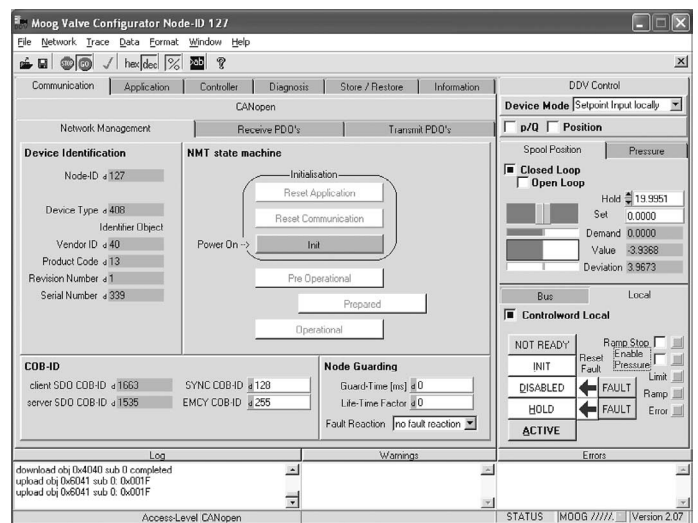 Moog Valve Configurator Node-ID 127
File Network Trace Data Format Window Help
STOP GO hex dec % ab ?
Communication Application Controller Diagnosis Store / Restore Information
CANopen
Network Management Receive PDO's Transmit PDO's
Device Identification
Node-ID d 127
Device Type d 408
Identifier Object
Vendor ID d 40
Product Code d 13
Revision Number d 1
Serial Number d 339
NMT state machine
Initialisation
Reset Application
Reset Communication
Power On -> Init
Pre Operational
Prepared
Operational
COB-ID
client SDO COB-ID d 1663 SYNC COB-ID d 128
server SDO COB-ID d 1535 EMCY COB-ID d 255
Node Guarding
Guard-Time [ms] d 0
Life-Time Factor d 0
Fault Reaction no fault reaction
DDV Control
Device Mode Setpoint Input locally
p/Q Position
Spool Position Pressure
Closed Loop
Open Loop
Hold 19.9951
Set 0.0000
Demand 0.0000
Value -3.9368
Deviation 3.9673
Bus Local
Controlword Local
NOT READY Ramp Stop
INIT Reset Fault Enable Pressure
DISABLED FAULT Limit
Ramp
HOLD FAULT Error
ACTIVE
Log Warnings Errors
download obj 0x4040 sub 0 completed
upload obj 0x6041 sub 0: 0x001F
upload obj 0x6041 sub 0: 0x001F
Access-Level CANopen STATUS MOOG /////. Version 2.07